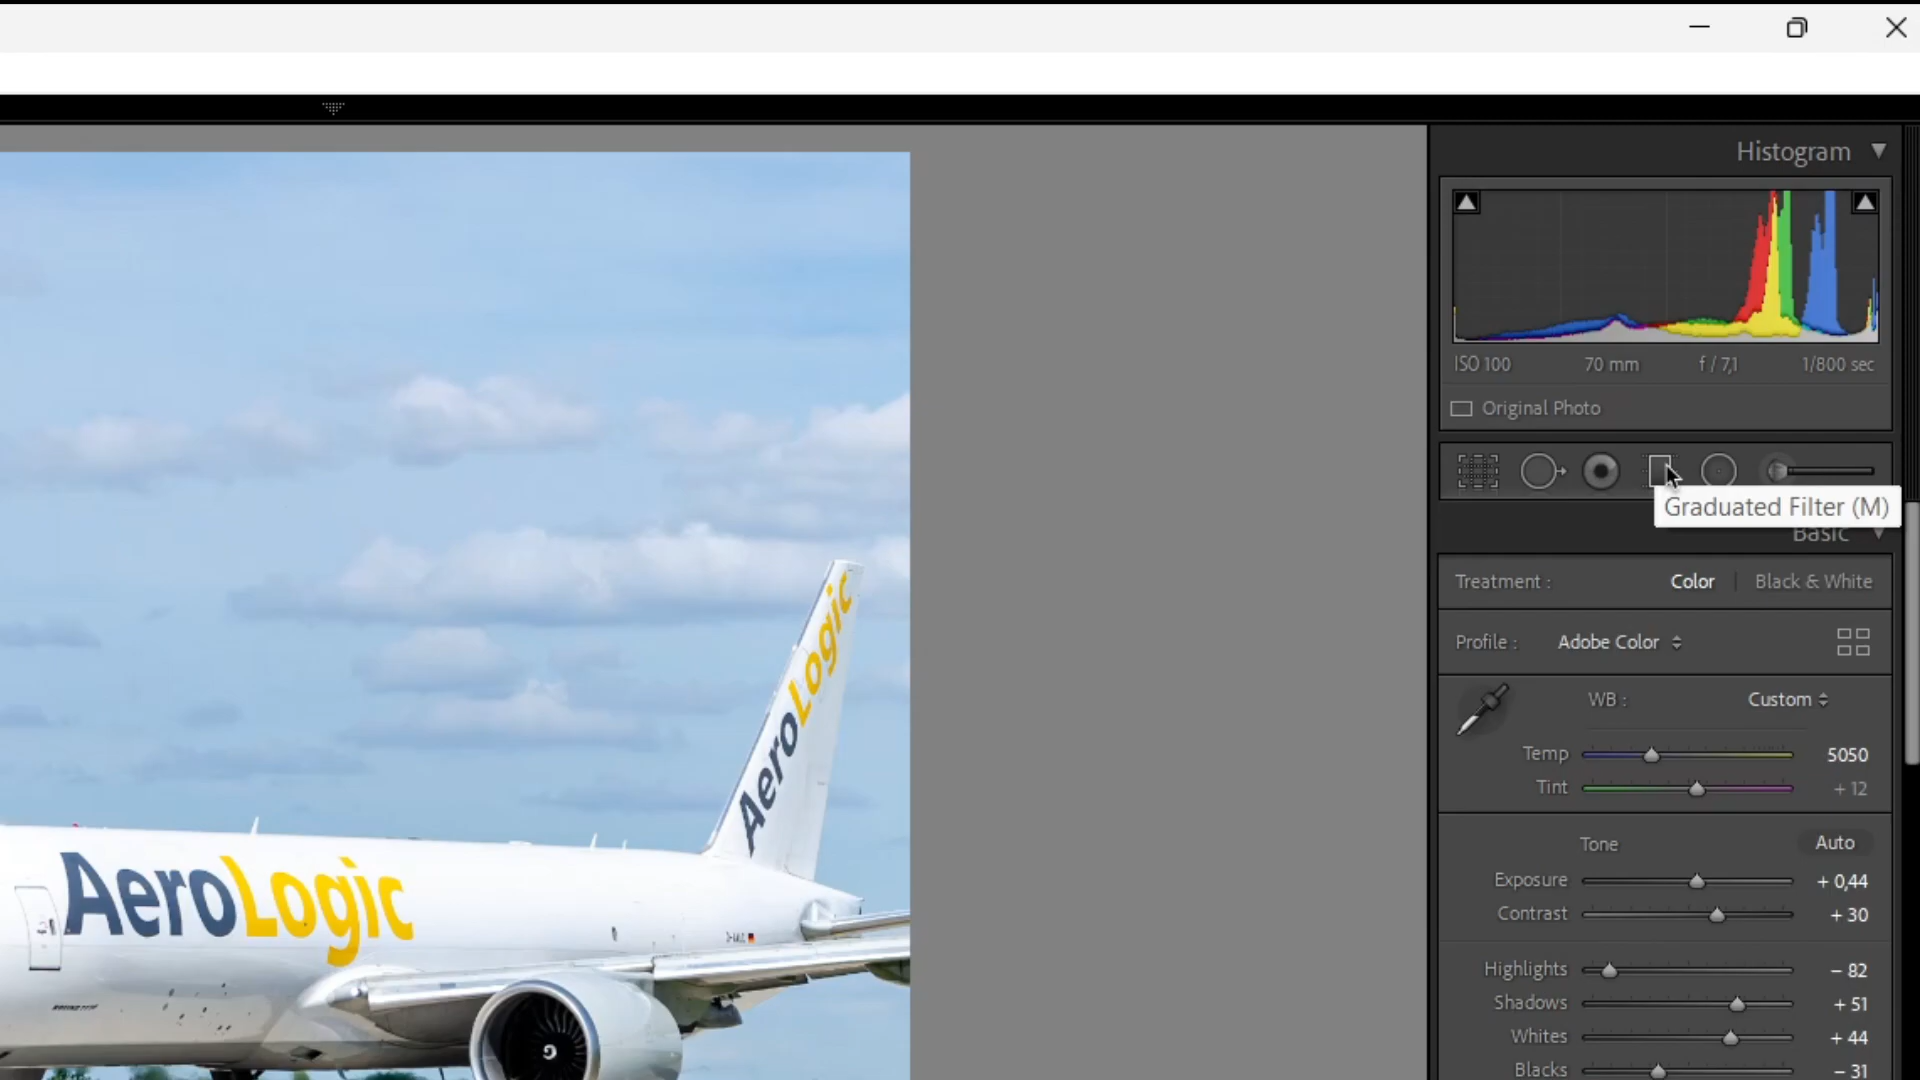 Histogram
ISO 100 70 mm f / 7,1 1/800 sec
Original Photo
Graduated Filter (M)
Basic
Treatment : Color Black & White
Profile : Adobe Color
WB : Custom
Temp 5050
Tint + 12
Tone Auto
Exposure + 0,44
Contrast + 30
Highlights - 82
Shadows + 51
Whites + 44
Blacks - 31
AeroLogic
AeroLogic